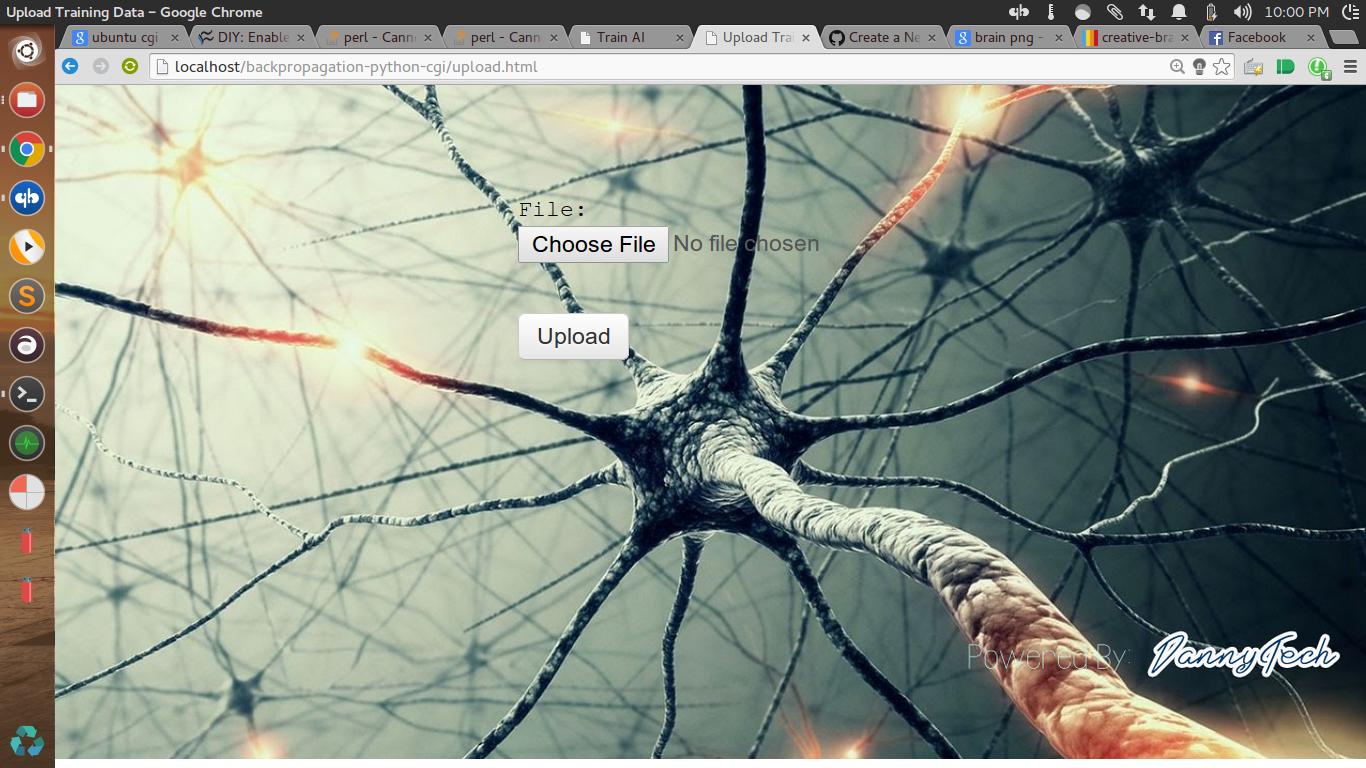 Upload Training Data – Google Chrome
10:00 PM
ubuntu cgi
DIY: Enable
perl - Cann
perl - Cann
Train AI
Upload Trai
Create a Ne
brain png -
creative-bra
Facebook
localhost/backpropagation-python-cgi/upload.html
File:
Choose File No file chosen
Upload
Powered By: DannyTech